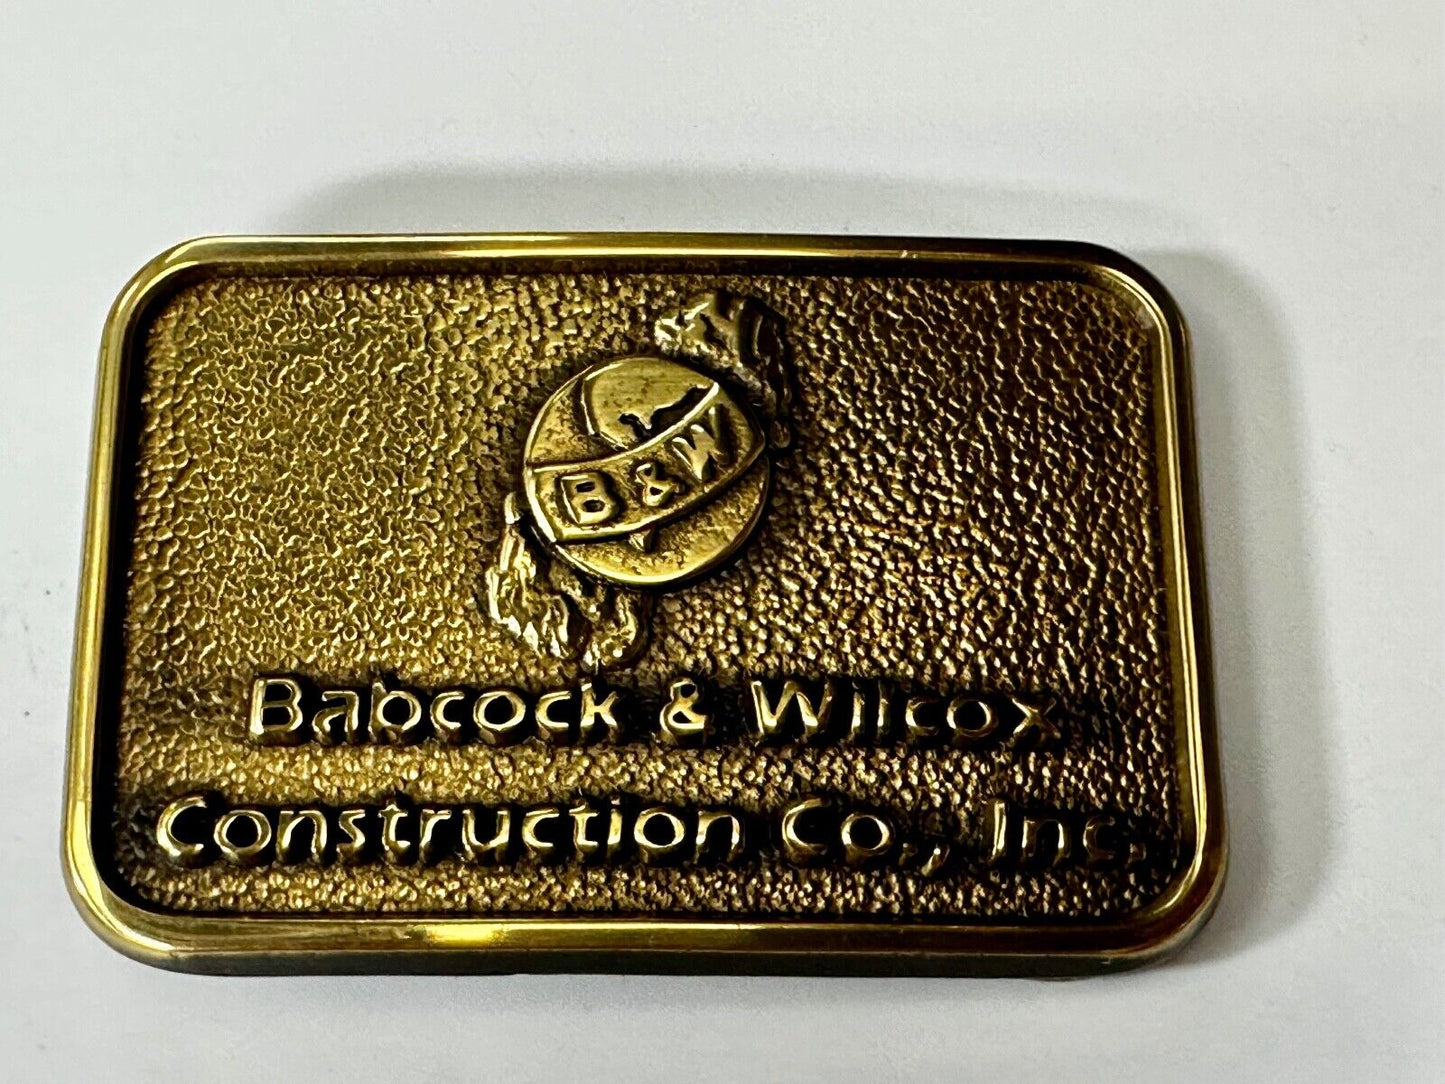 B & W
Babcock & Wilcox
Construction Co., Inc.